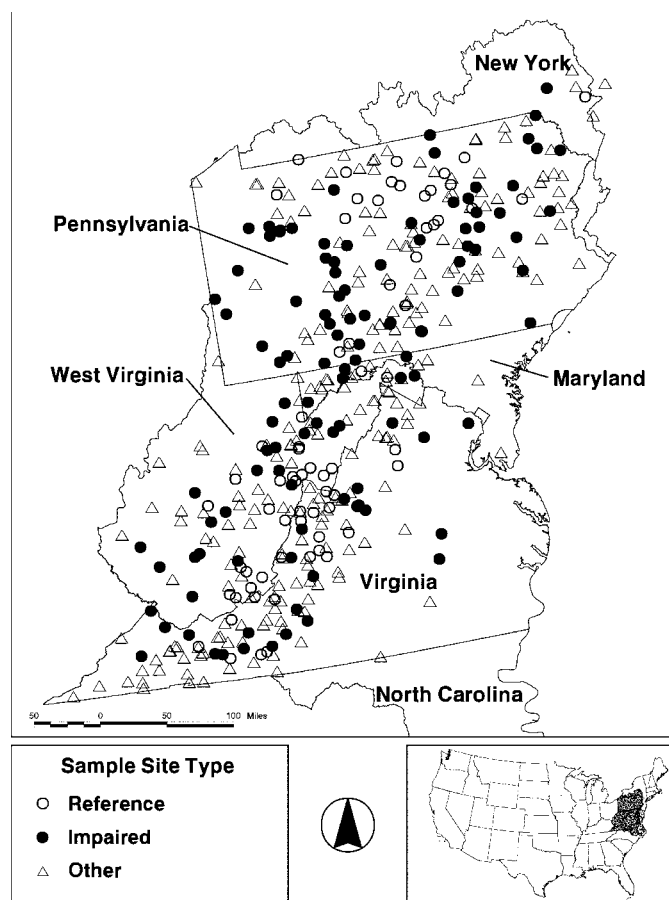 New York
Pennsylvania
West Virginia
Maryland
Virginia
North Carolina
50 0 50 100 Miles
Sample Site Type
Reference
Impaired
Other